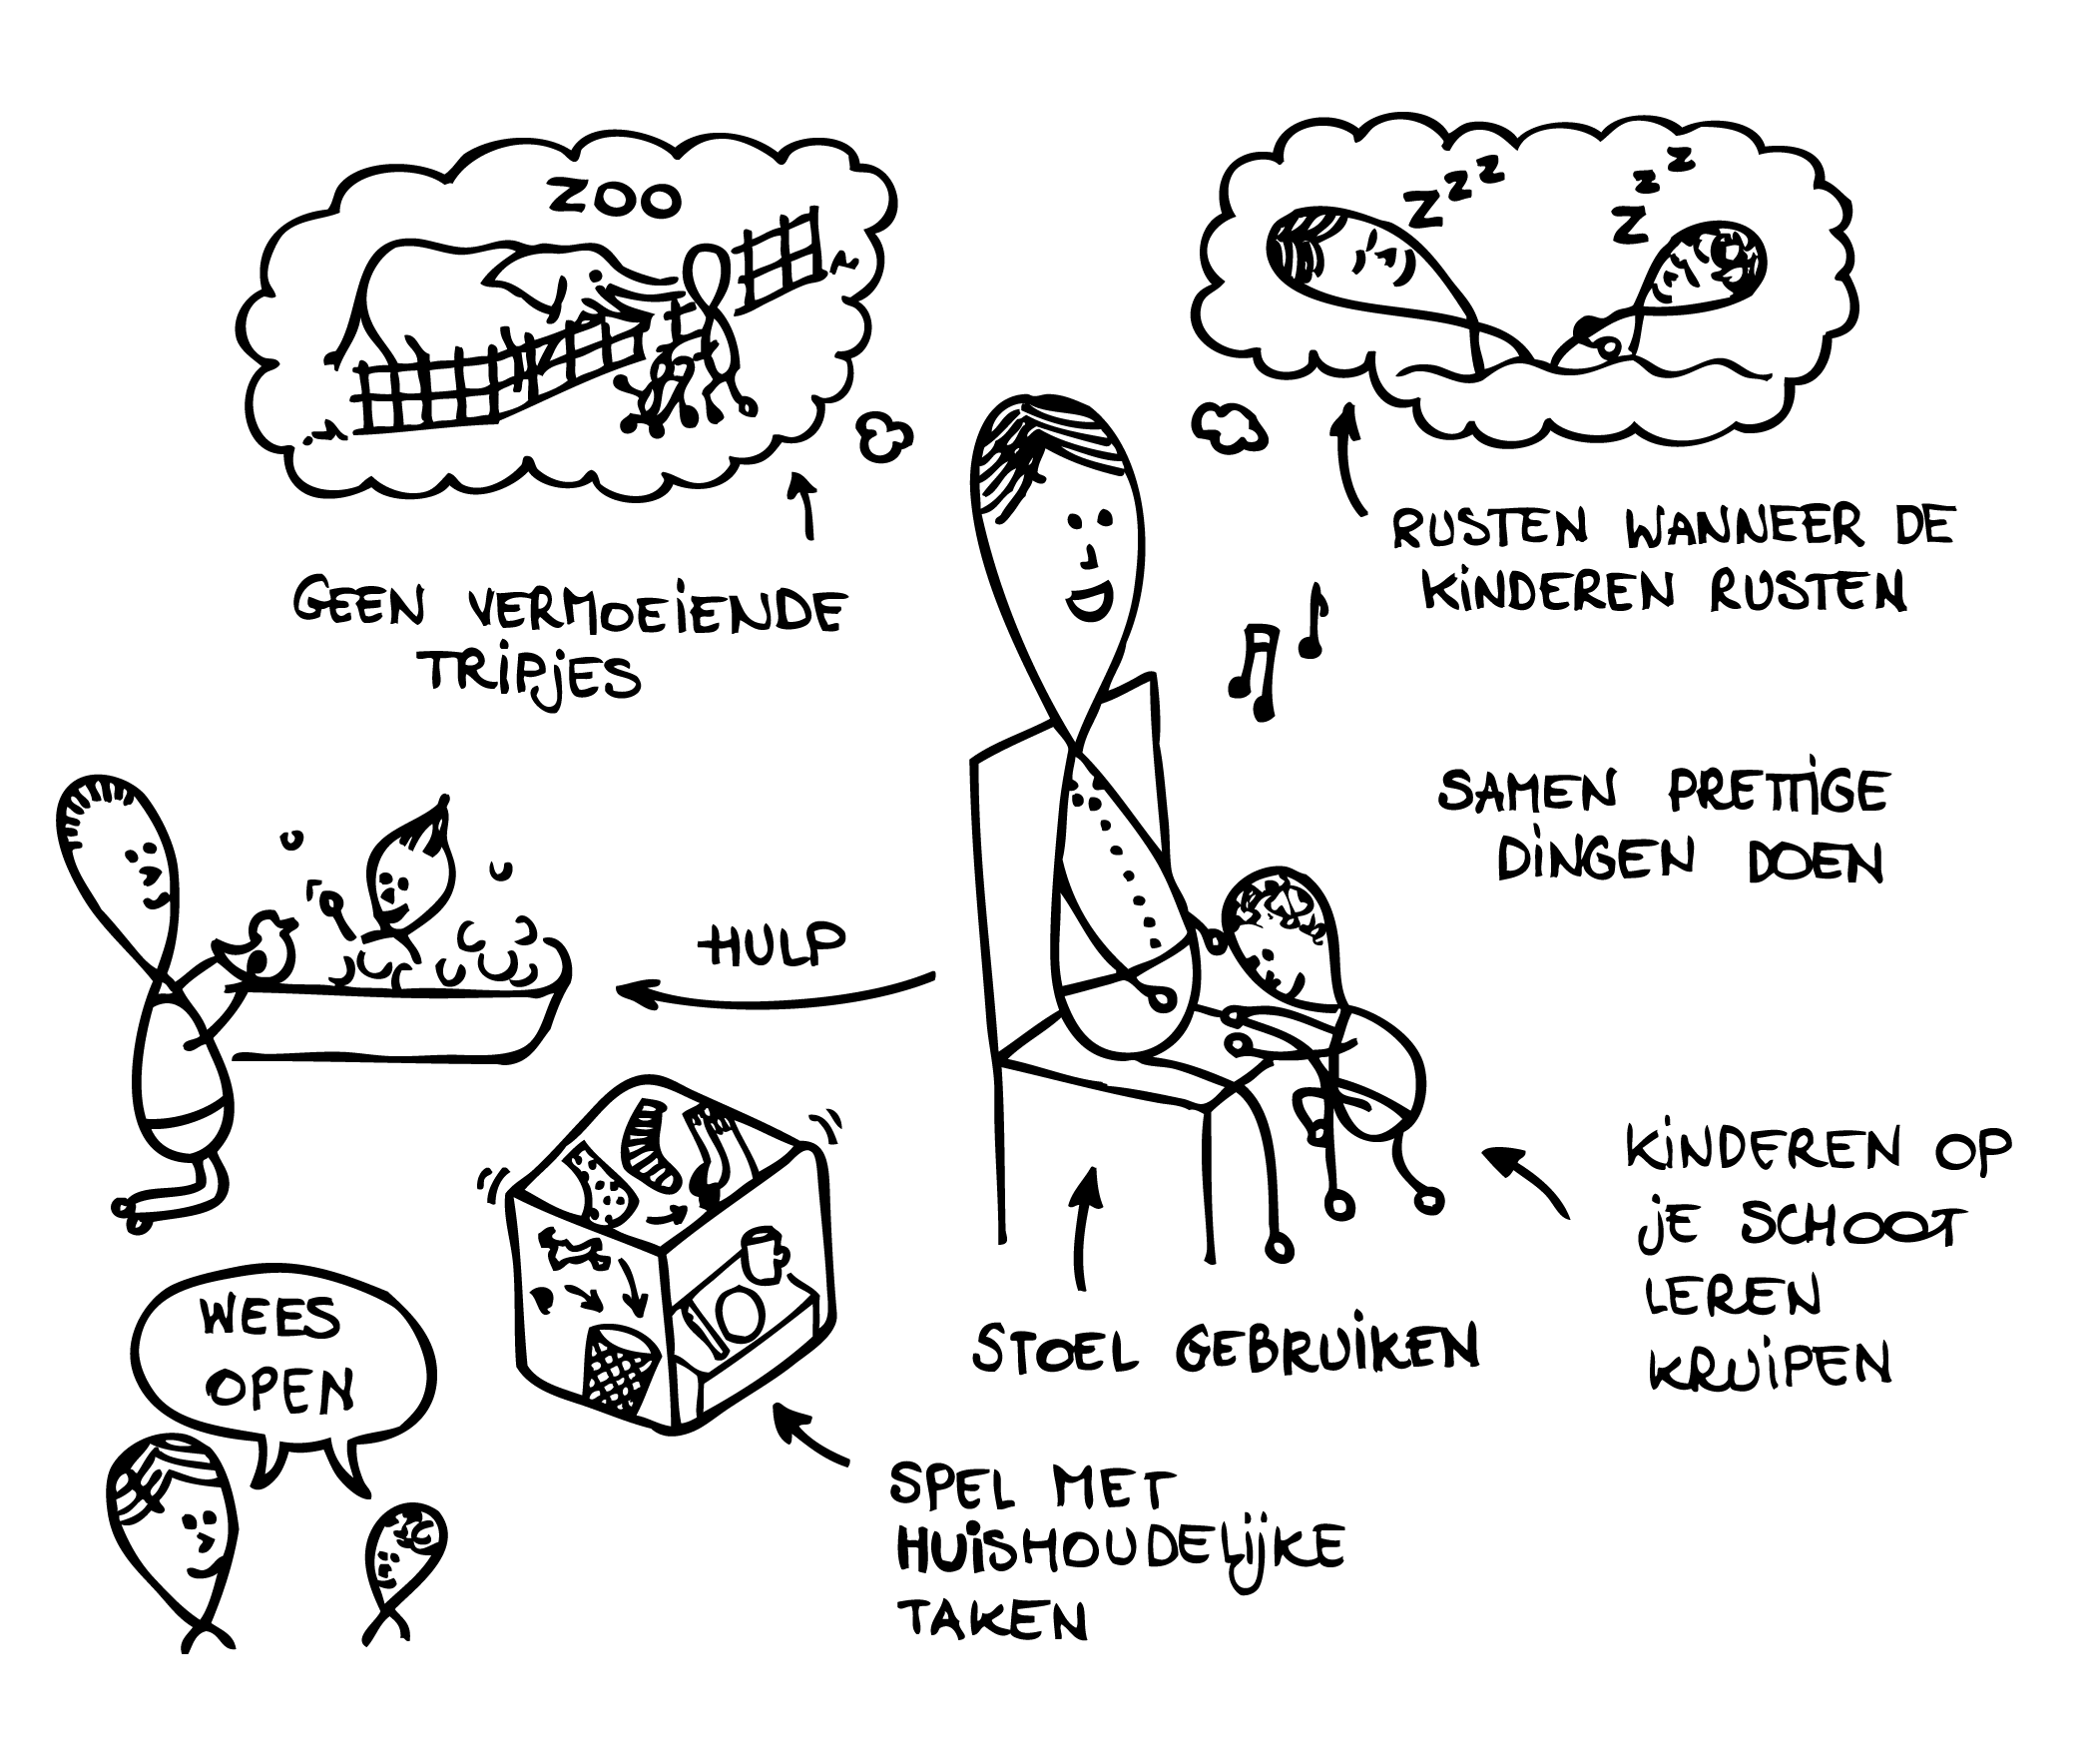 ZOO
z z z
z z z
GEEN VERMOEiENDE
TRiPjES
RUSTEN WANNEER DE
KiNDEREN RUSTEN
SAMEN PRETTiGE
DiNGEN DOEN
HULP
KiNDEREN OP
jE SCHOOT
LEREN
KRUiPEN
STOEL GEBRUiKEN
WEES
OPEN
SPEL MET
HUiSHOUDELijKE
TAKEN